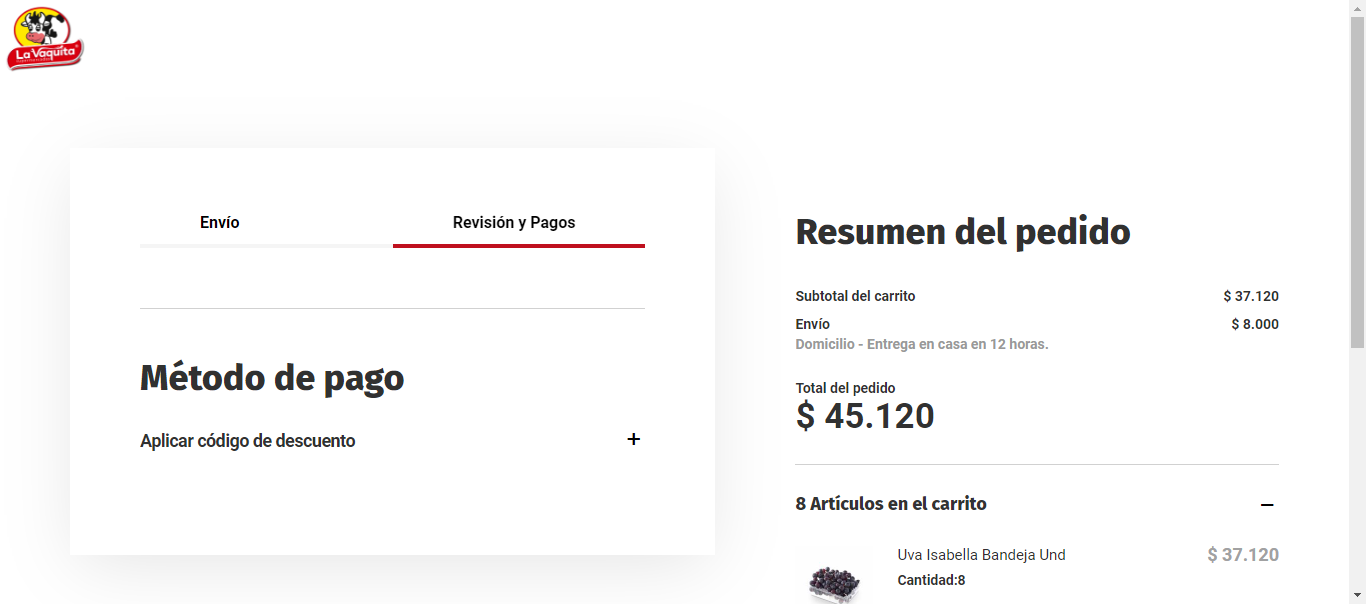 La Vaquita
Envío
Revisión y Pagos
Método de pago
Aplicar código de descuento
+
Resumen del pedido
Subtotal del carrito $ 37.120
Envío $ 8.000
Domicilio - Entrega en casa en 12 horas.
Total del pedido
$ 45.120
8 Artículos en el carrito
Uva Isabella Bandeja Und $ 37.120
Cantidad:8